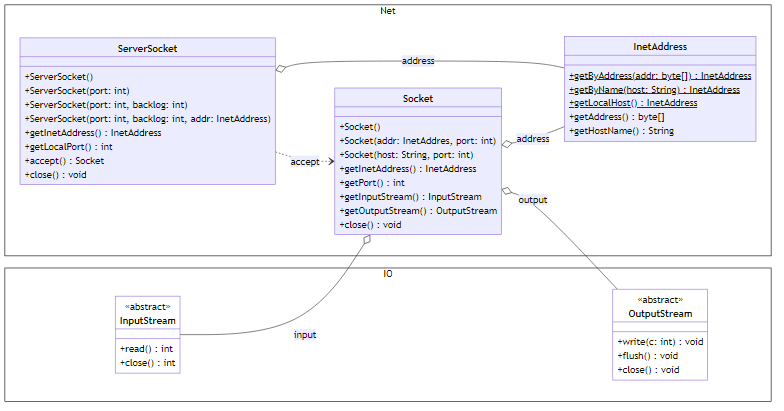 Net
ServerSocket
+ServerSocket()
+ServerSocket(port: int)
+ServerSocket(port: int, backlog: int)
+ServerSocket(port: int, backlog: int, addr: InetAddress)
+getInetAddress() : InetAddress
+getLocalPort() : int
+accept() : Socket
+close() : void
address
InetAddress
+getByAddress(addr: byte[]) : InetAddress
+getByName(host: String) : InetAddress
+getLocalHost() : InetAddress
+getAddress() : byte[]
+getHostName() : String
Socket
+Socket()
+Socket(addr: InetAddres, port: int)
+Socket(host: String, port: int)
+getInetAddress() : InetAddress
+getPort() : int
+getInputStream() : InputStream
+getOutputStream() : OutputStream
+close() : void
accept
address
output
IO
«abstract»
InputStream
+read() : int
+close() : int
input
«abstract»
OutputStream
+write(c: int) : void
+flush() : void
+close() : void